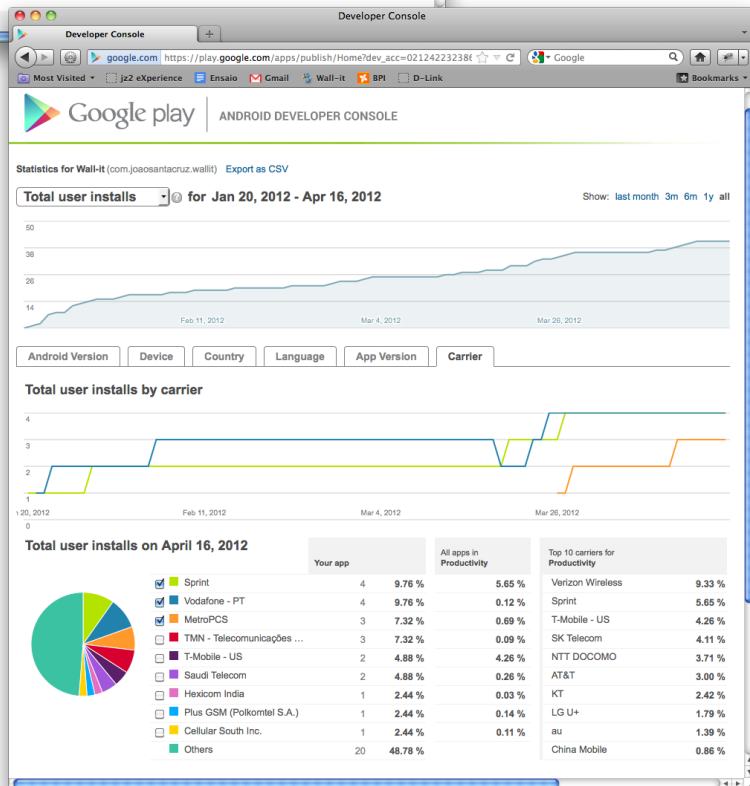 Developer Console
Developer Console +
google.com https://play.google.com/apps/publish/Home?dev_acc=021242232386 Google
Most Visited jz2 eXperience Ensaio Gmail Wall-it BPI D-Link Bookmarks
Google play ANDROID DEVELOPER CONSOLE
Statistics for Wall-it (com.joaosantacruz.wallit) Export as CSV
Total user installs ? for Jan 20, 2012 - Apr 16, 2012 Show: last month 3m 6m 1y all
50
38
26
14
Feb 11, 2012 Mar 4, 2012 Mar 26, 2012
Android Version Device Country Language App Version Carrier
Total user installs by carrier
4
3
2
1
20, 2012 Feb 11, 2012 Mar 4, 2012 Mar 26, 2012
0
Total user installs on April 16, 2012
Your app All apps in Productivity Top 10 carriers for Productivity
Sprint 4 9.76 % 5.65 % Verizon Wireless 9.33 %
Vodafone - PT 4 9.76 % 0.12 % Sprint 5.65 %
MetroPCS 3 7.32 % 0.69 % T-Mobile - US 4.26 %
TMN - Telecomunicações ... 3 7.32 % 0.09 % SK Telecom 4.11 %
T-Mobile - US 2 4.88 % 4.26 % NTT DOCOMO 3.71 %
Saudi Telecom 2 4.88 % 0.26 % AT&T 3.00 %
Hexicom India 1 2.44 % 0.03 % KT 2.42 %
Plus GSM (Polkomtel S.A.) 1 2.44 % 0.14 % LG U+ 1.79 %
Cellular South Inc. 1 2.44 % 0.11 % au 1.39 %
Others 20 48.78 % China Mobile 0.86 %